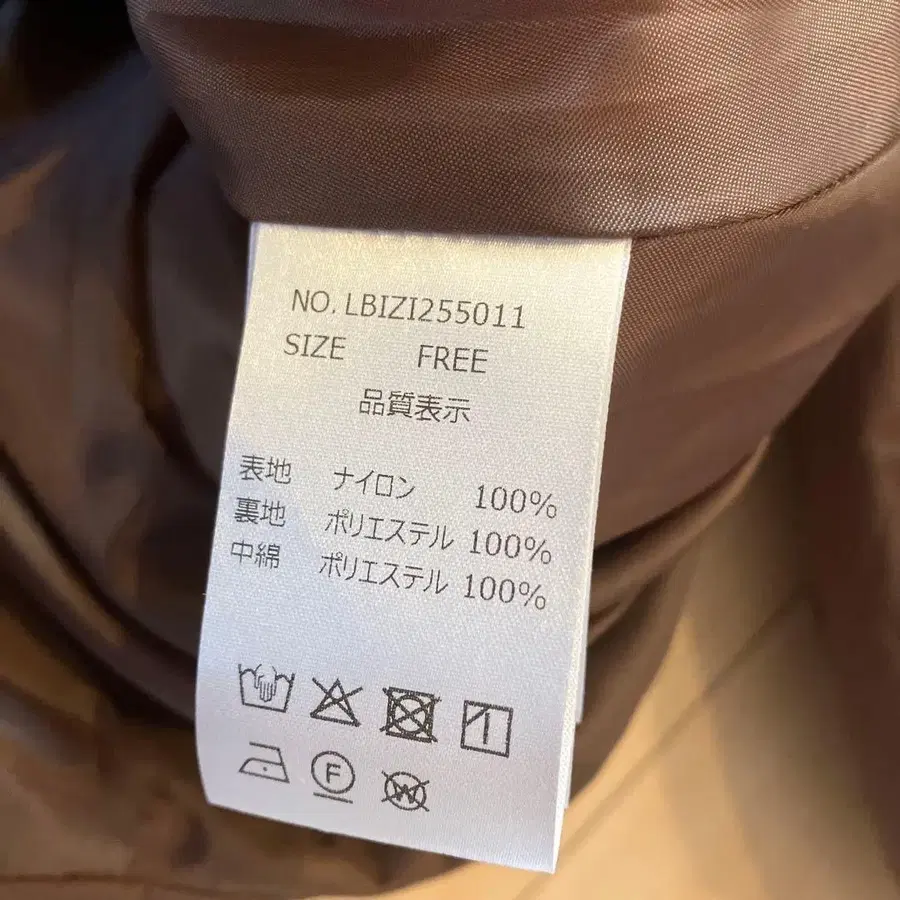 NO. LBIZI255011
SIZE FREE
品質表示
表地 ナイロン 100%
裏地 ポリエステル 100%
中綿 ポリエステル 100%
F
W